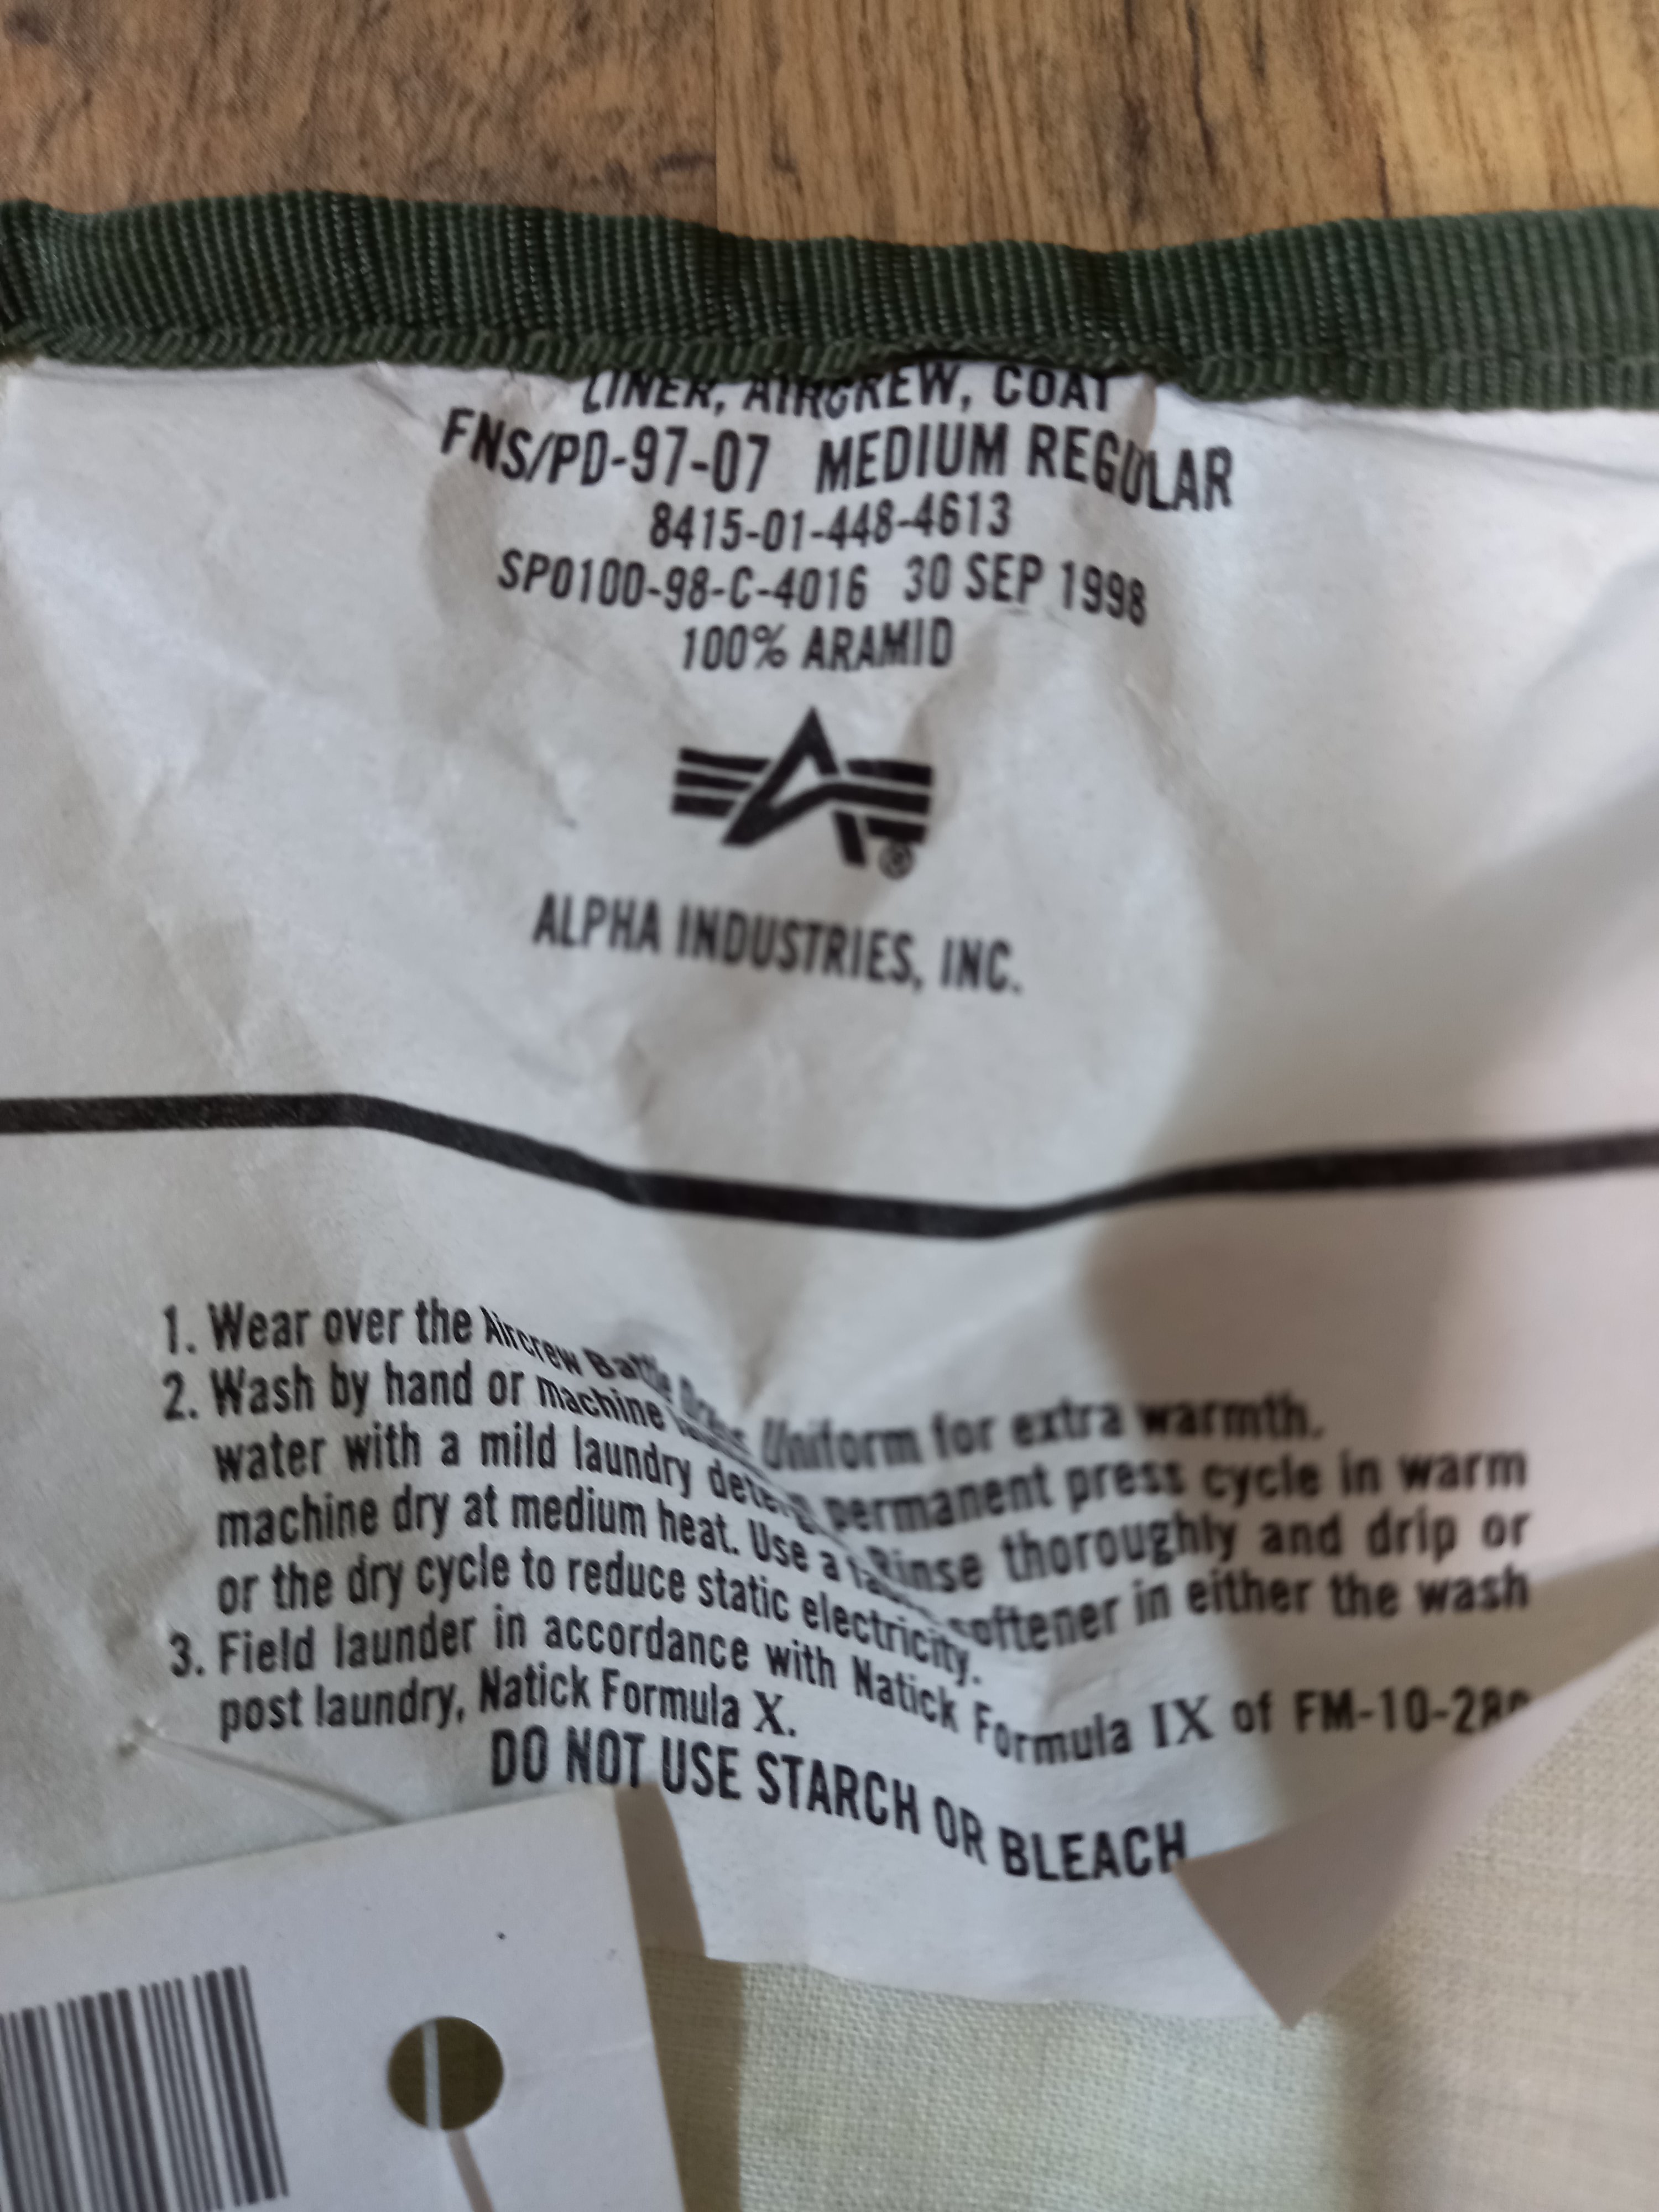 LINER, AIRCREW, COAT
FNS/PD-97-07 MEDIUM REGULAR
8415-01-448-4613
SPO100-98-C-4016 30 SEP 1998
100% ARAMID
®
ALPHA INDUSTRIES, INC.
1. Wear over the Aircrew Battle Dress Uniform for extra warmth.
2. Wash by hand or machine permanent press cycle in warm
water with a mild laundry Rinse thoroughly and drip or
machine dry at medium heat. Use a softener in either the wash
or the dry cycle to reduce static electricity.
3. Field launder in accordance with Natick Formula IX of
post laundry, Natick Formula X.
DO NOT USE STARCH OR BLEACH